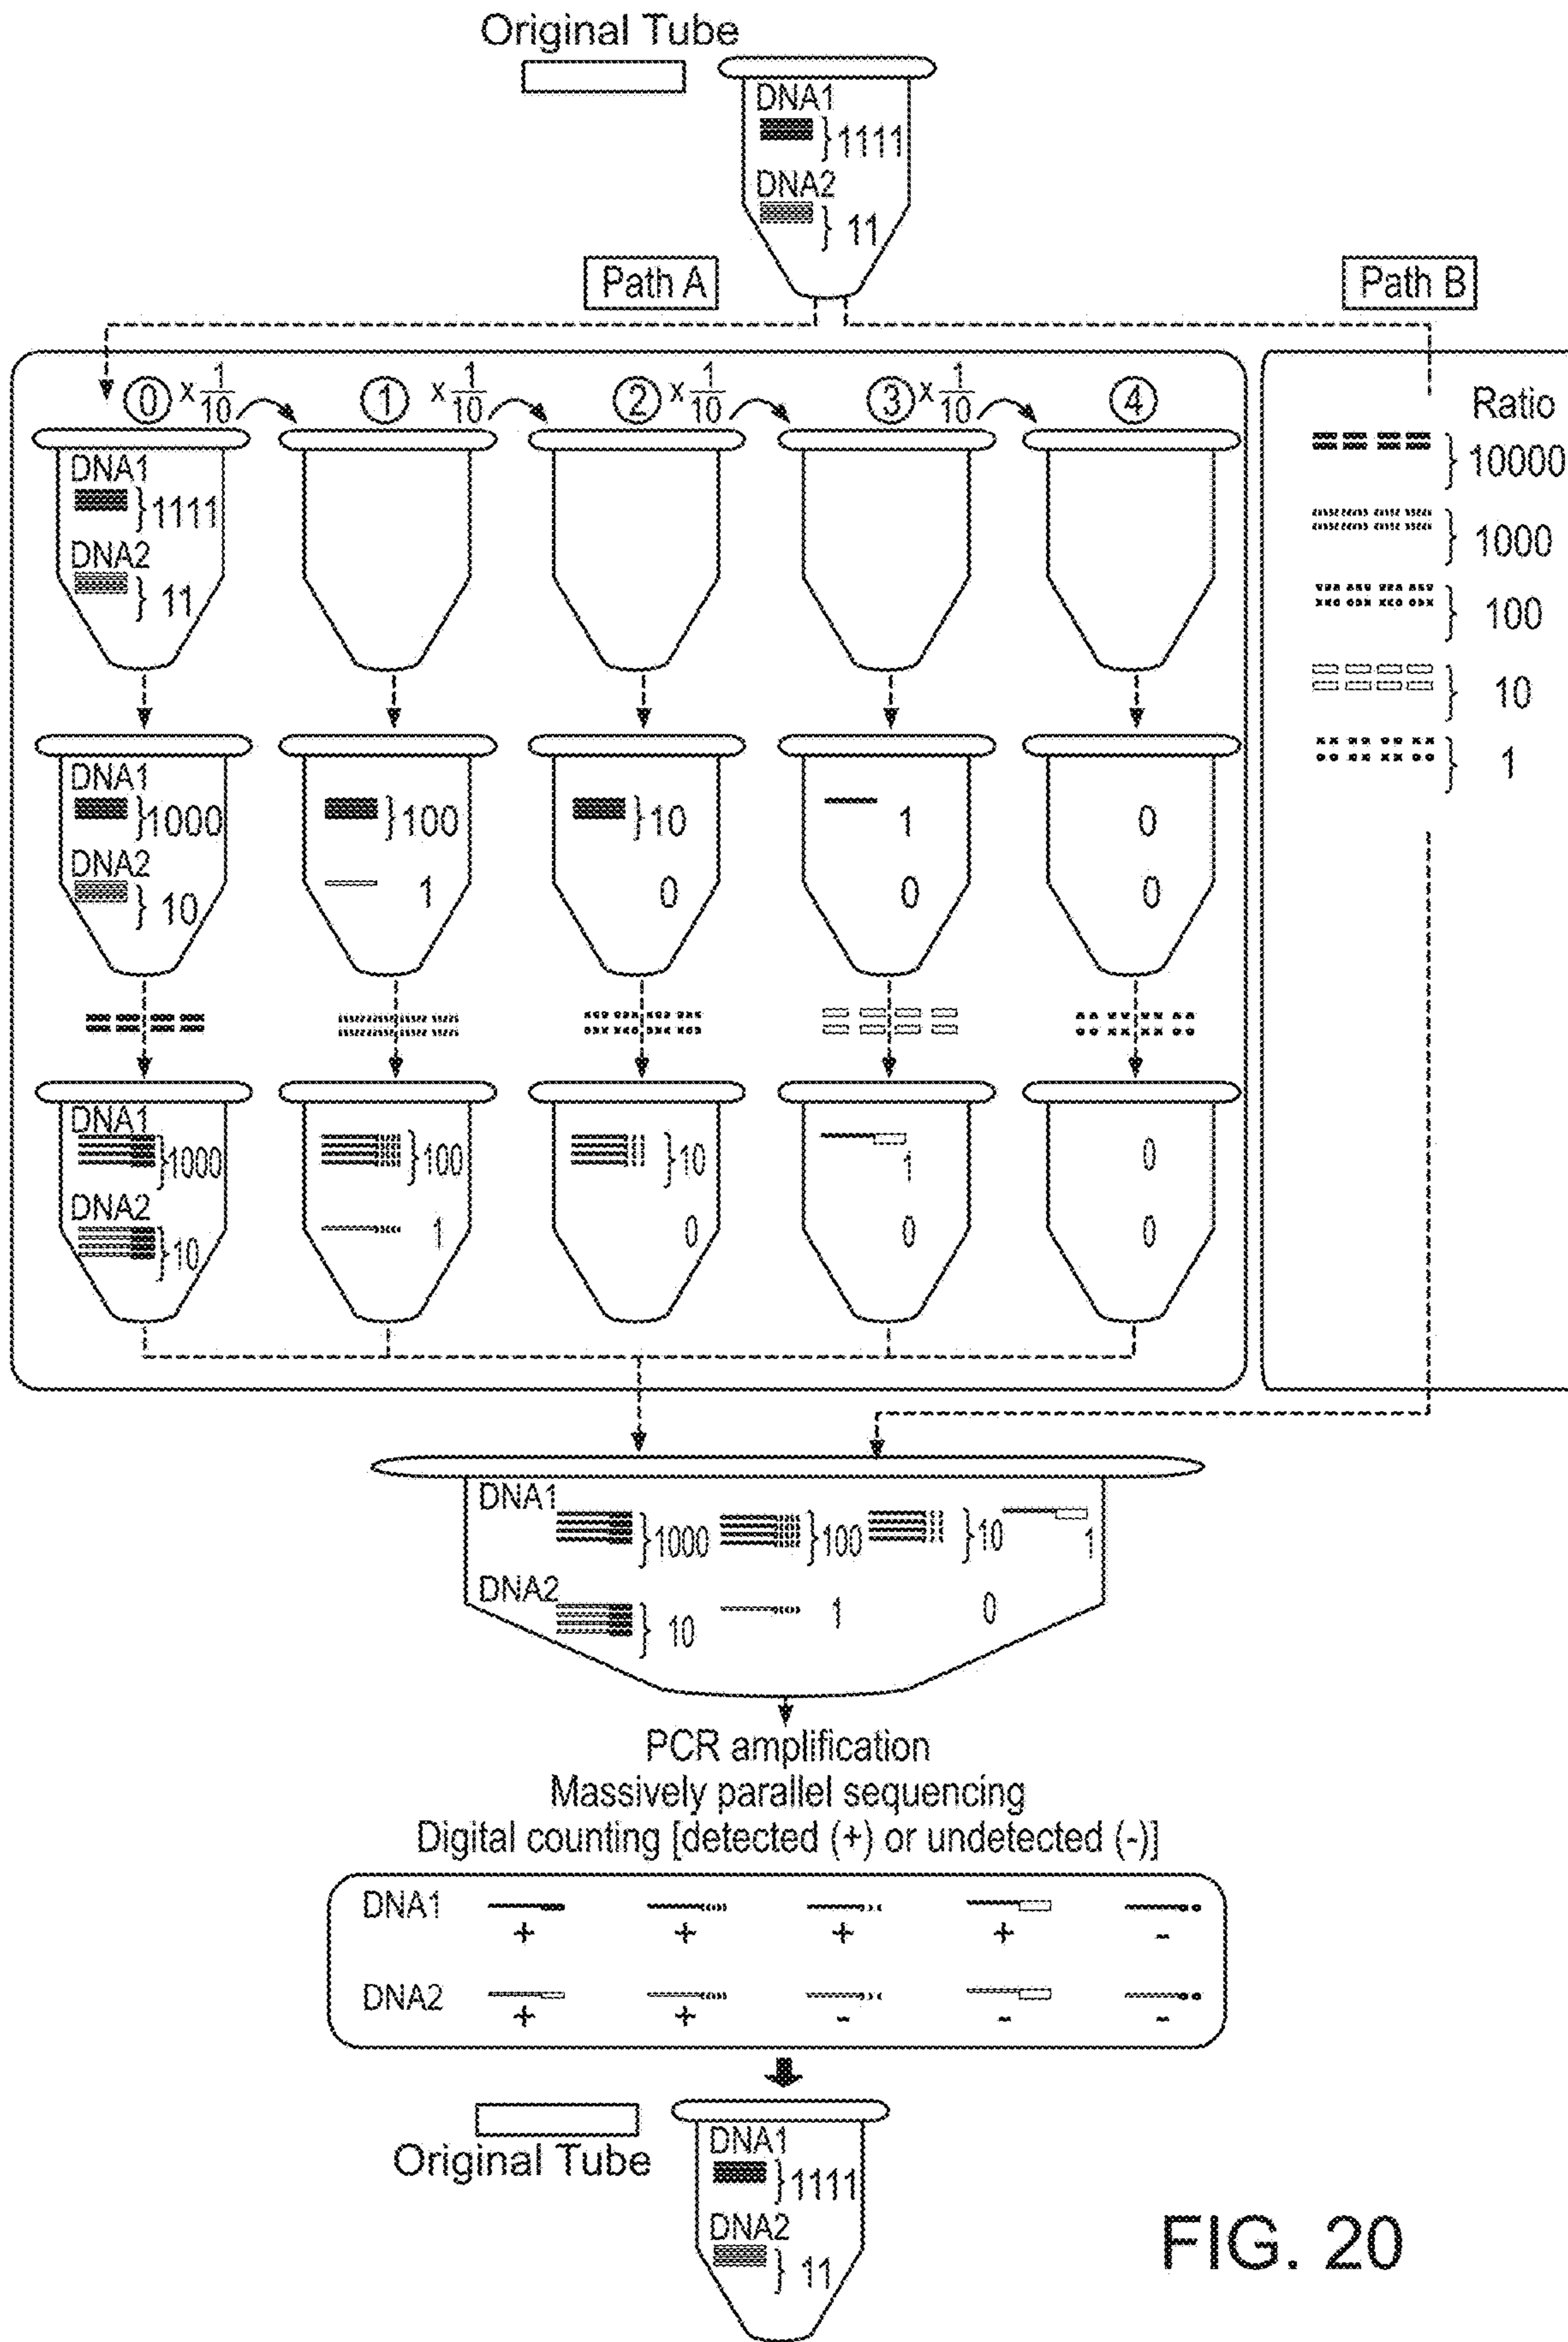 Original Tube
DNA1
}1111
DNA2
} 11
Path A
Path B
0 x 1/10 1 x 1/10 2 x 1/10 3 x 1/10 4
Ratio
} 10000
} 1000
} 100
} 10
} 1
DNA1
}1111
DNA2
} 11
DNA1
}1000 }100 }10 1 0
DNA2
} 10 1 0 0 0
DNA1
}1000 }100 }10 1 0
DNA2
}10 1 0 0 0
DNA1
}1000 }100 }10 1
DNA2
} 10 1 0
PCR amplification
Massively parallel sequencing
Digital counting [detected (+) or undetected (-)]
DNA1
+ + + + -
DNA2
+ + - - -
Original Tube
DNA1
}1111
DNA2
} 11
FIG. 20